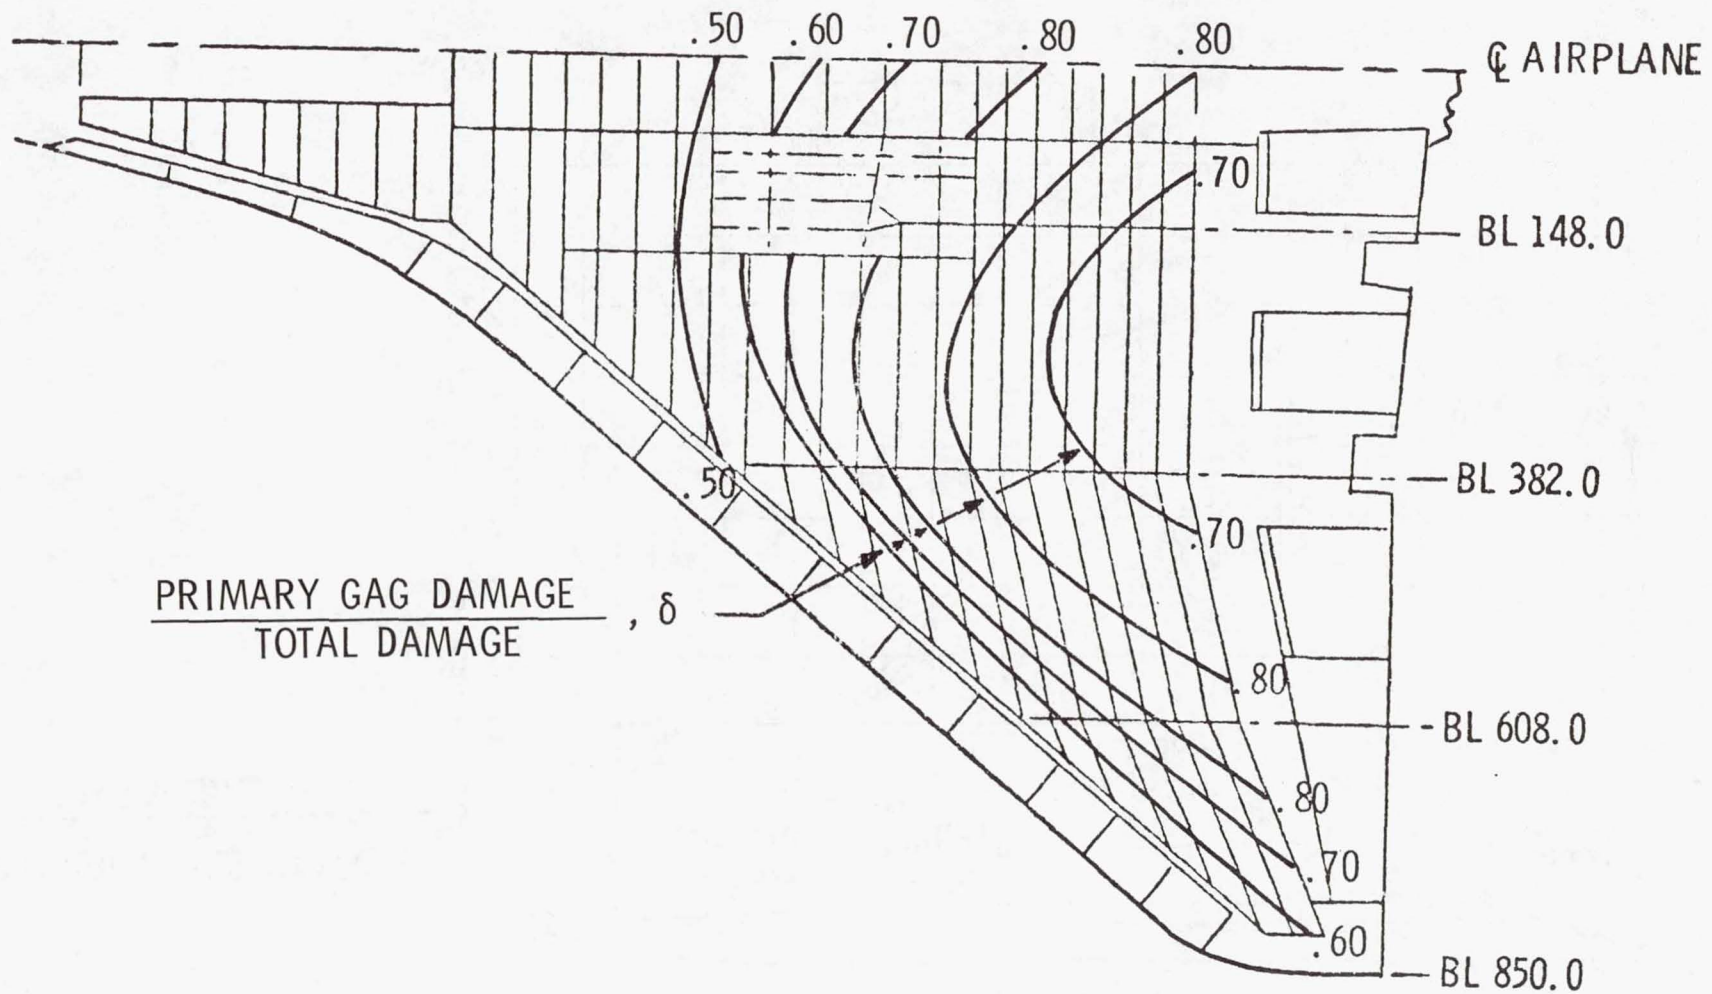 .50 .60 .70 .80 .80
℄ AIRPLANE
.70
BL 148.0
.50
BL 382.0
.70
PRIMARY GAG DAMAGE
TOTAL DAMAGE
, δ
.80
BL 608.0
.80
.70
.60
BL 850.0